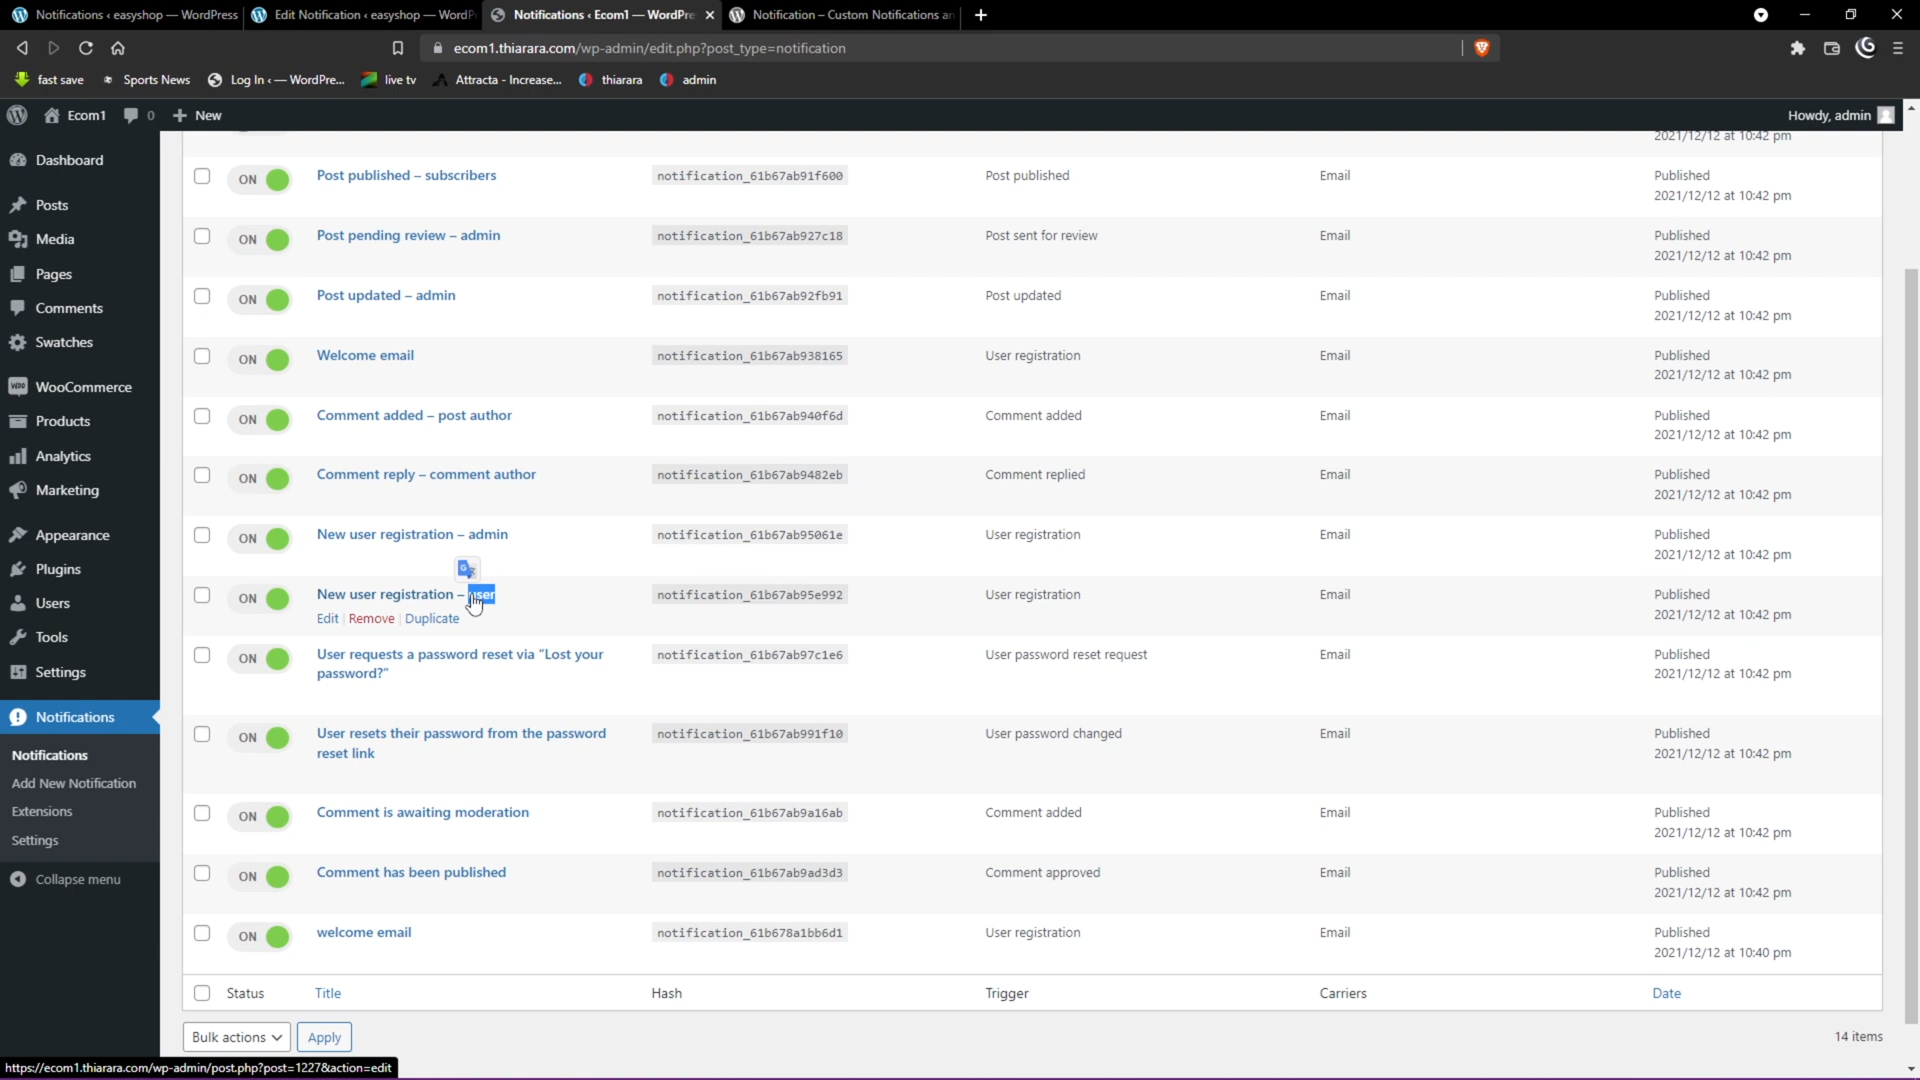 Notifications ‹ easyshop — WordPress
Edit Notification ‹ easyshop — WordP
Notifications ‹ Ecom1 — WordPre
Notification – Custom Notifications a
ecom1.thiarara.com/wp-admin/edit.php?post_type=notification
fast save
Sports News
Log In ‹ — WordPre...
live tv
Attracta - Increase...
thiarara
admin
Ecom1
0
New
Howdy, admin
Dashboard
Posts
Media
Pages
Comments
Swatches
WooCommerce
Products
Analytics
Marketing
Appearance
Plugins
Users
Tools
Settings
Notifications
Notifications
Add New Notification
Extensions
Settings
Collapse menu
2021/12/12 at 10:42 pm
ON Post published – subscribers notification_61b67ab91f600 Post published Email Published
2021/12/12 at 10:42 pm
ON Post pending review – admin notification_61b67ab927c18 Post sent for review Email Published
2021/12/12 at 10:42 pm
ON Post updated – admin notification_61b67ab92fb91 Post updated Email Published
2021/12/12 at 10:42 pm
ON Welcome email notification_61b67ab938165 User registration Email Published
2021/12/12 at 10:42 pm
ON Comment added – post author notification_61b67ab940f6d Comment added Email Published
2021/12/12 at 10:42 pm
ON Comment reply – comment author notification_61b67ab9482eb Comment replied Email Published
2021/12/12 at 10:42 pm
ON New user registration – admin notification_61b67ab95061e User registration Email Published
2021/12/12 at 10:42 pm
ON New user registration – user notification_61b67ab95e992 User registration Email Published
Edit | Remove | Duplicate 2021/12/12 at 10:42 pm
ON User requests a password reset via “Lost your notification_61b67ab97c1e6 User password reset request Email Published
password?” 2021/12/12 at 10:42 pm
ON User resets their password from the password notification_61b67ab991f10 User password changed Email Published
reset link 2021/12/12 at 10:42 pm
ON Comment is awaiting moderation notification_61b67ab9a16ab Comment added Email Published
2021/12/12 at 10:42 pm
ON Comment has been published notification_61b67ab9ad3d3 Comment approved Email Published
2021/12/12 at 10:42 pm
ON welcome email notification_61b678a1bb6d1 User registration Email Published
2021/12/12 at 10:40 pm
Status Title Hash Trigger Carriers Date
Bulk actions Apply 14 items
https://ecom1.thiarara.com/wp-admin/post.php?post=1227&action=edit